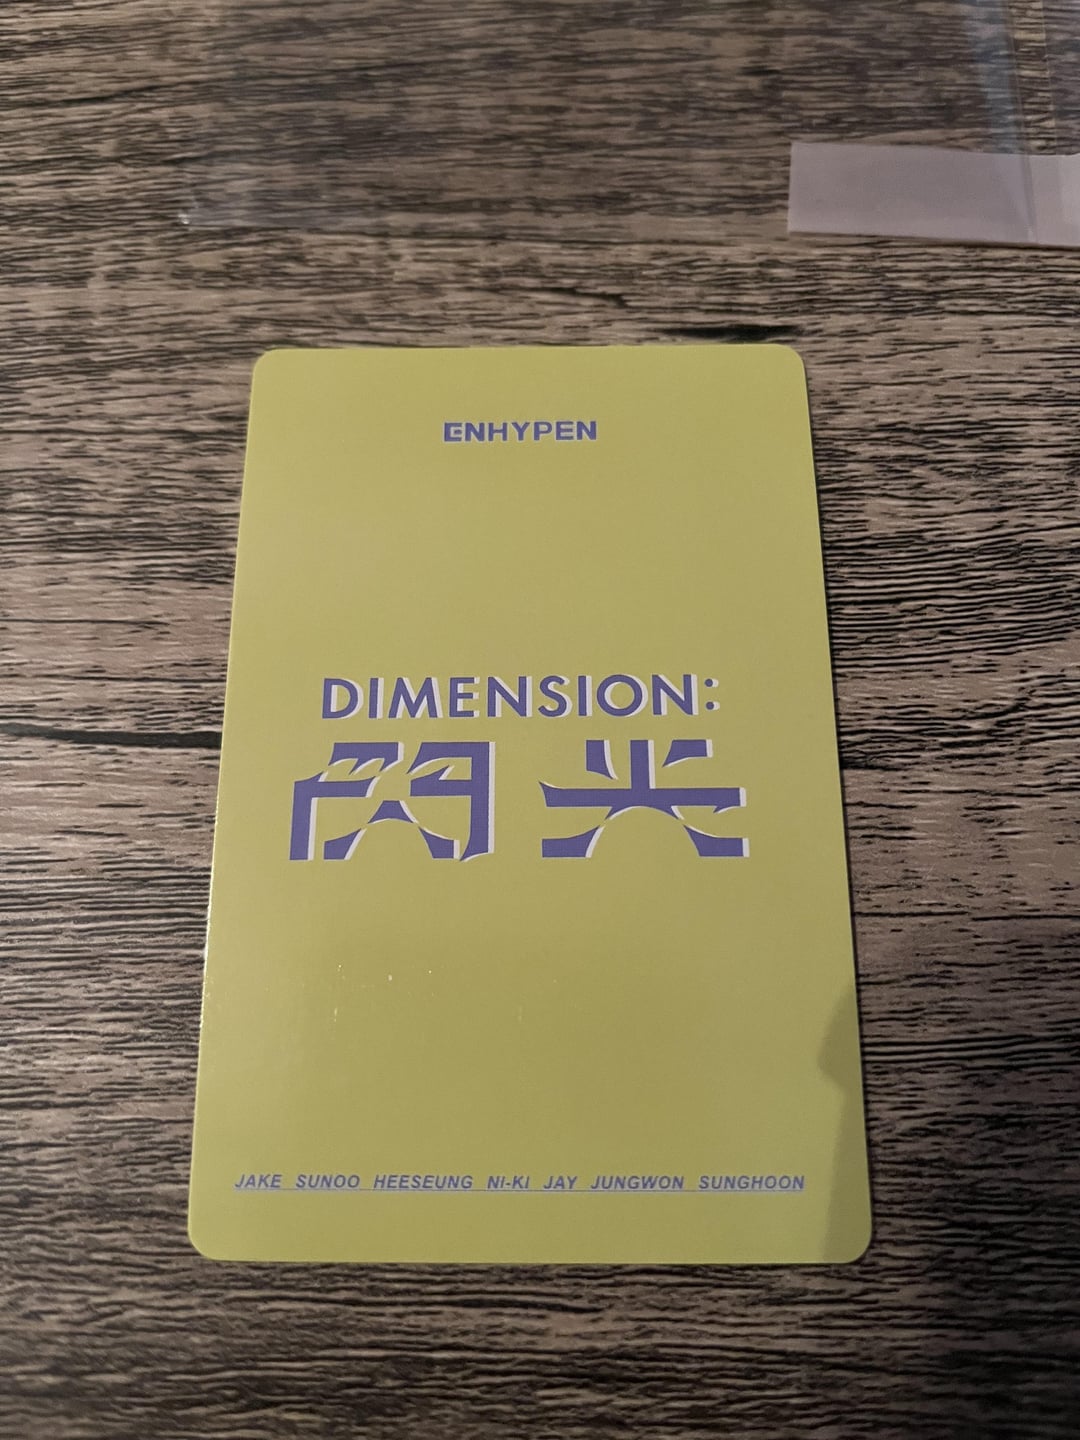 ENHYPEN
DIMENSION:
閃光
JAKE SUNOO HEESEUNG NI-KI JAY JUNGWON SUNGHOON